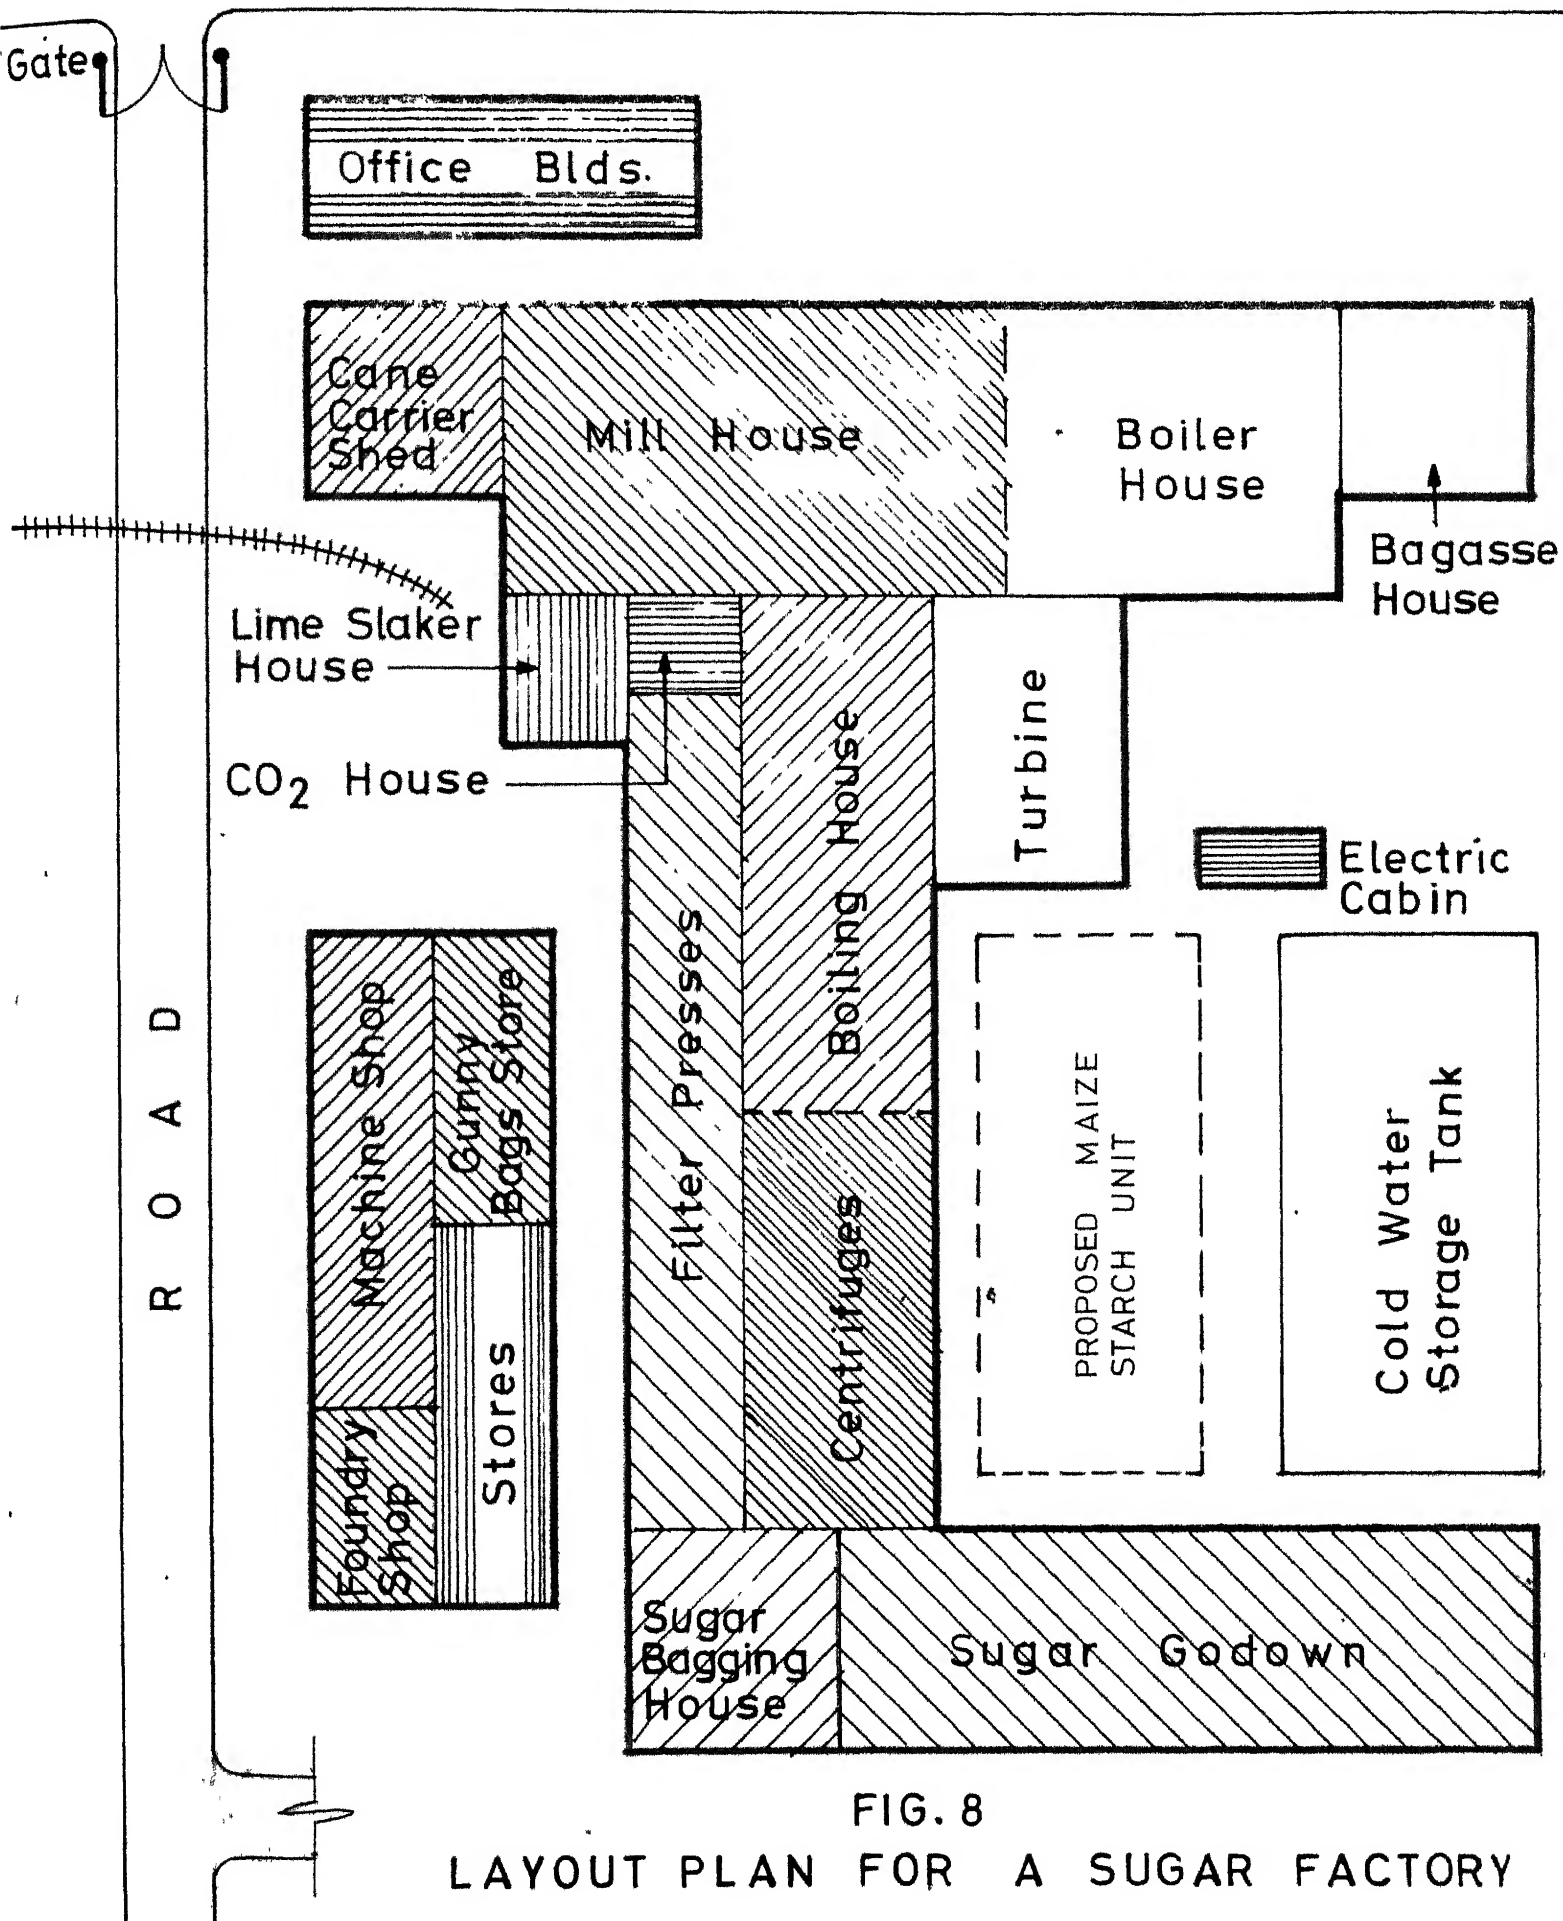 Gate
Office Blds.
Cane
Carrier
Shed
Mill House
Boiler
House
Bagasse
House
Lime Slaker
House
CO₂ House
Turbine
Boiling House
Electric
Cabin
Filter Presses
Machine Shop
Gunny
Bags Store
ROAD
PROPOSED MAIZE
STARCH UNIT
Cold Water
Storage Tank
Centrifuges
Stores
Foundry
Shop
Sugar
Bagging
House
Sugar Godown
FIG. 8
LAYOUT PLAN FOR A SUGAR FACTORY